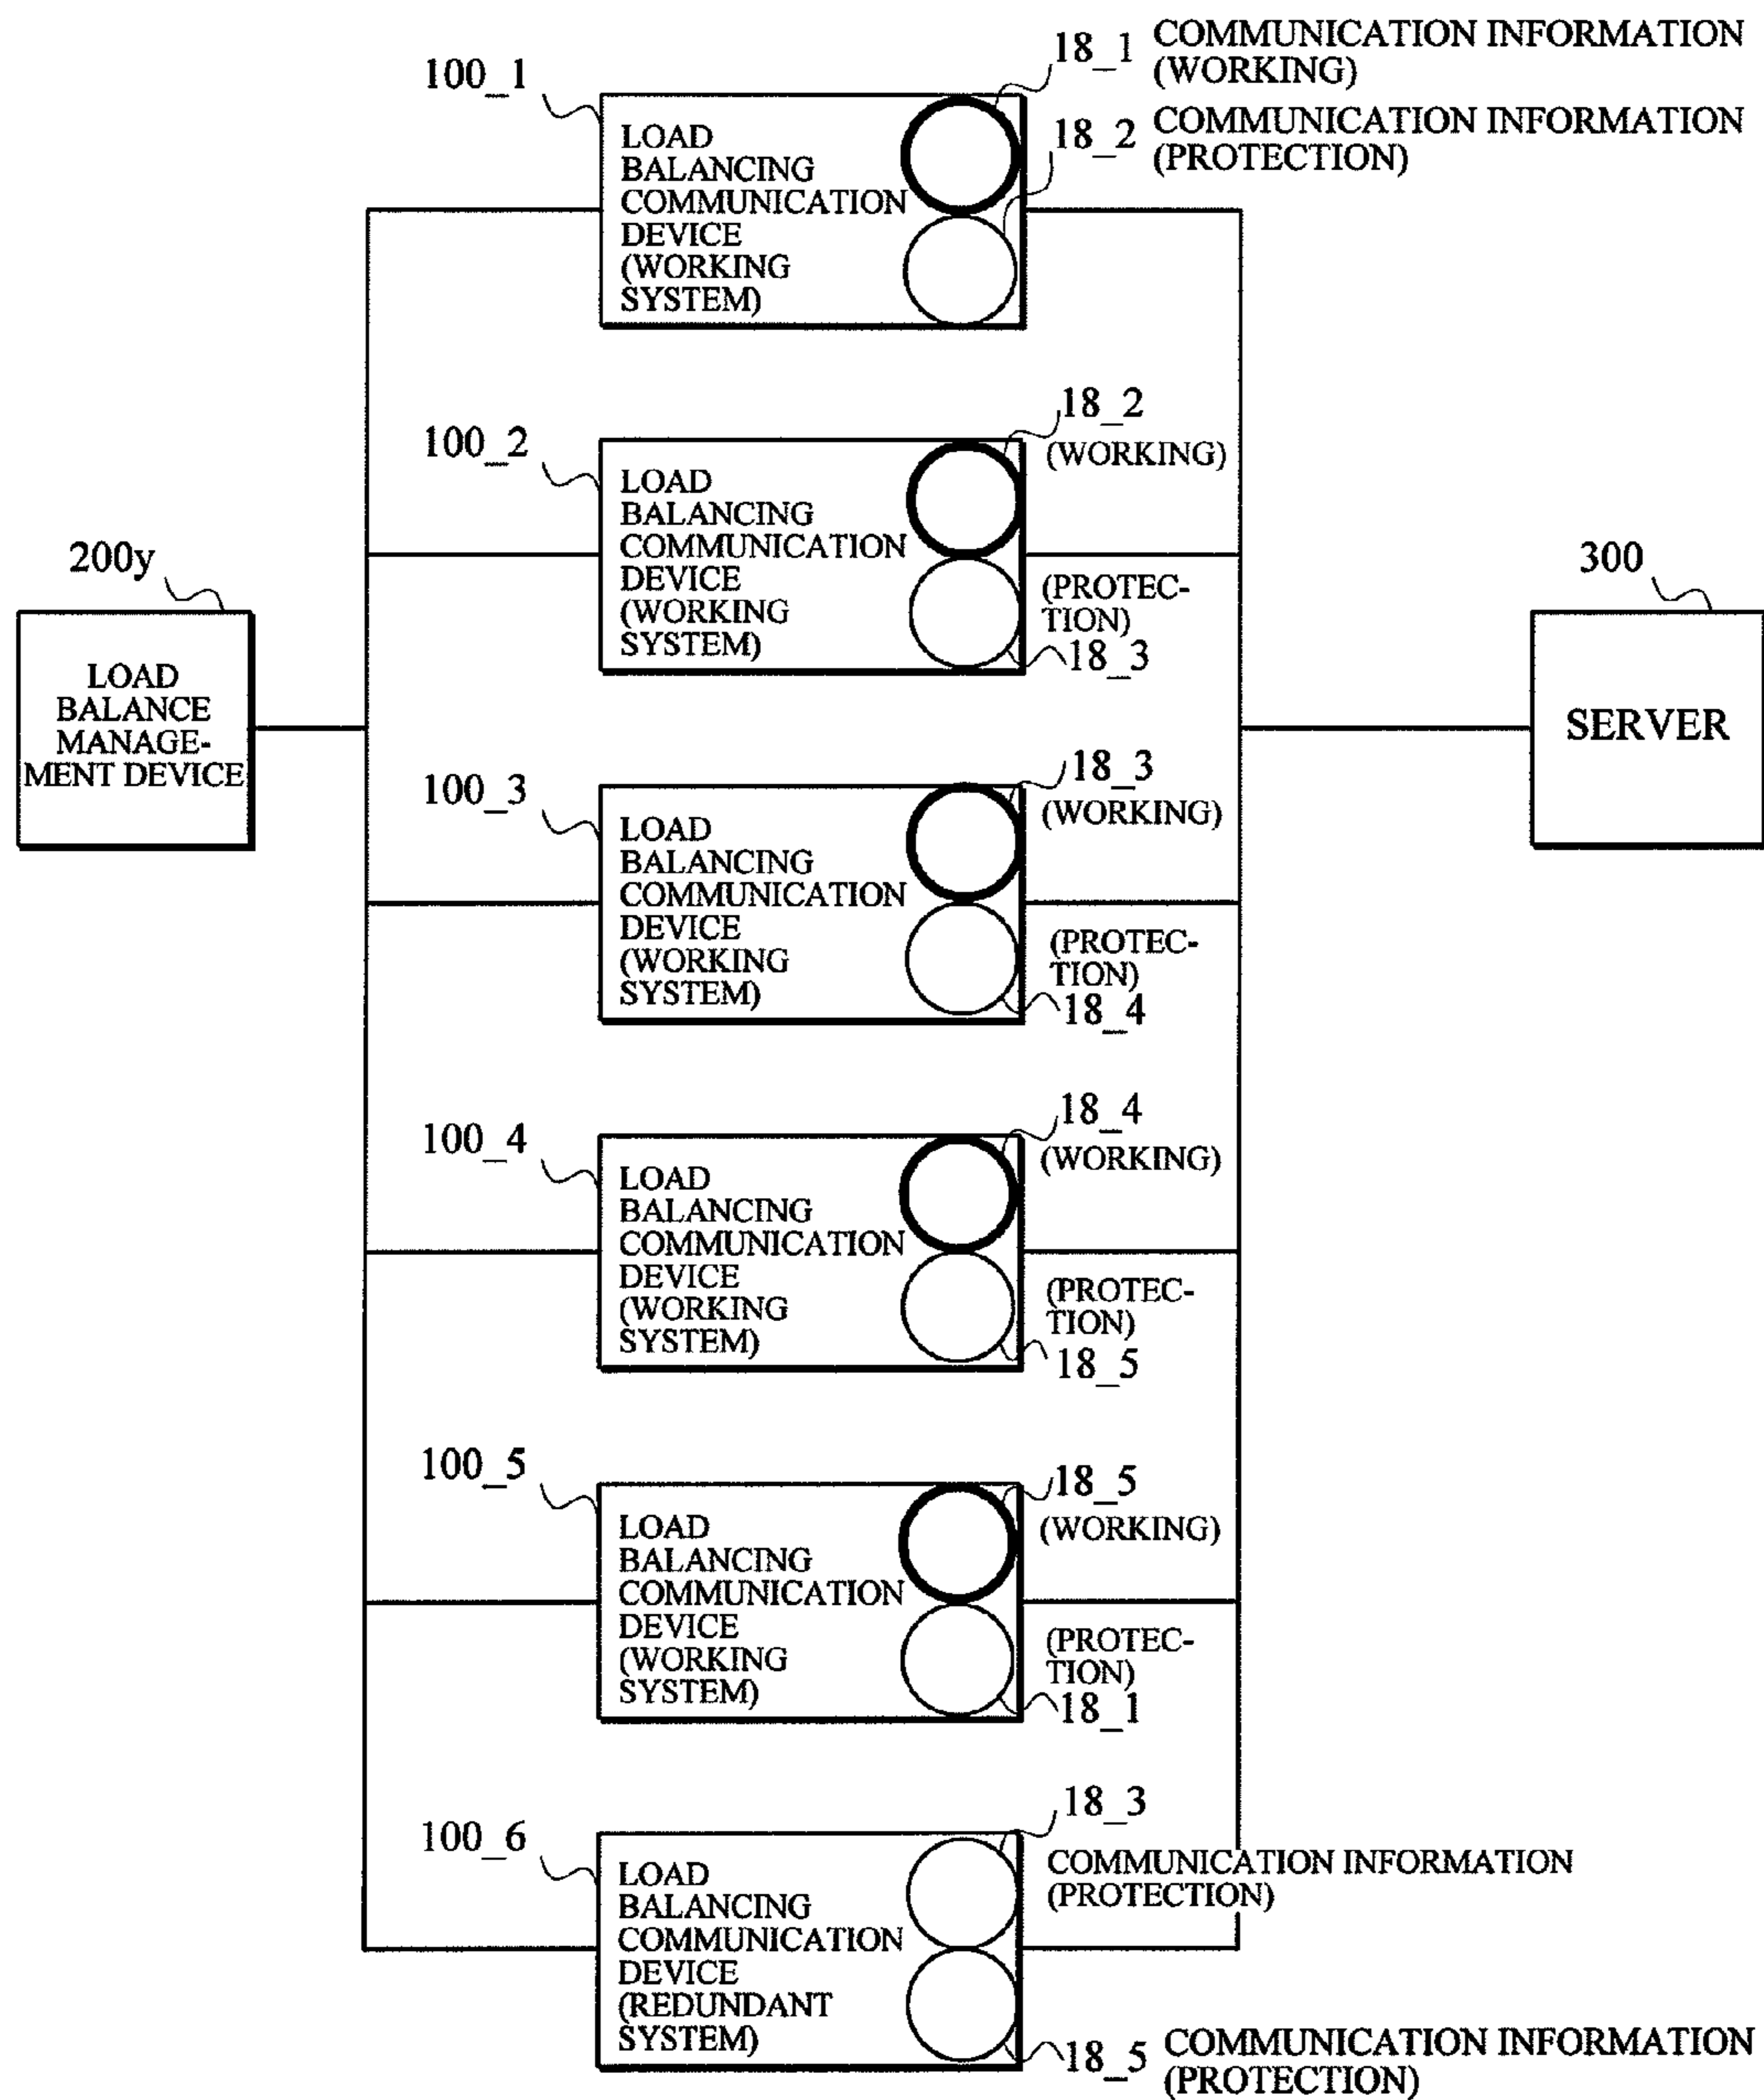 18_1 COMMUNICATION INFORMATION
(WORKING)
100_1
18_2 COMMUNICATION INFORMATION
(PROTECTION)
LOAD
BALANCING
COMMUNICATION
DEVICE
(WORKING
SYSTEM)
18_2
(WORKING)
100_2
LOAD
BALANCING
COMMUNICATION
DEVICE
(WORKING
SYSTEM)
(PROTEC-
TION)
18_3
200y
LOAD
BALANCE
MANAGE-
MENT DEVICE
300
SERVER
18_3
(WORKING)
100_3
LOAD
BALANCING
COMMUNICATION
DEVICE
(WORKING
SYSTEM)
(PROTEC-
TION)
18_4
18_4
(WORKING)
100_4
LOAD
BALANCING
COMMUNICATION
DEVICE
(WORKING
SYSTEM)
(PROTEC-
TION)
18_5
100_5
18_5
(WORKING)
LOAD
BALANCING
COMMUNICATION
DEVICE
(WORKING
SYSTEM)
(PROTEC-
TION)
18_1
18_3
100_6
COMMUNICATION INFORMATION
(PROTECTION)
LOAD
BALANCING
COMMUNICATION
DEVICE
(REDUNDANT
SYSTEM)
18_5 COMMUNICATION INFORMATION
(PROTECTION)